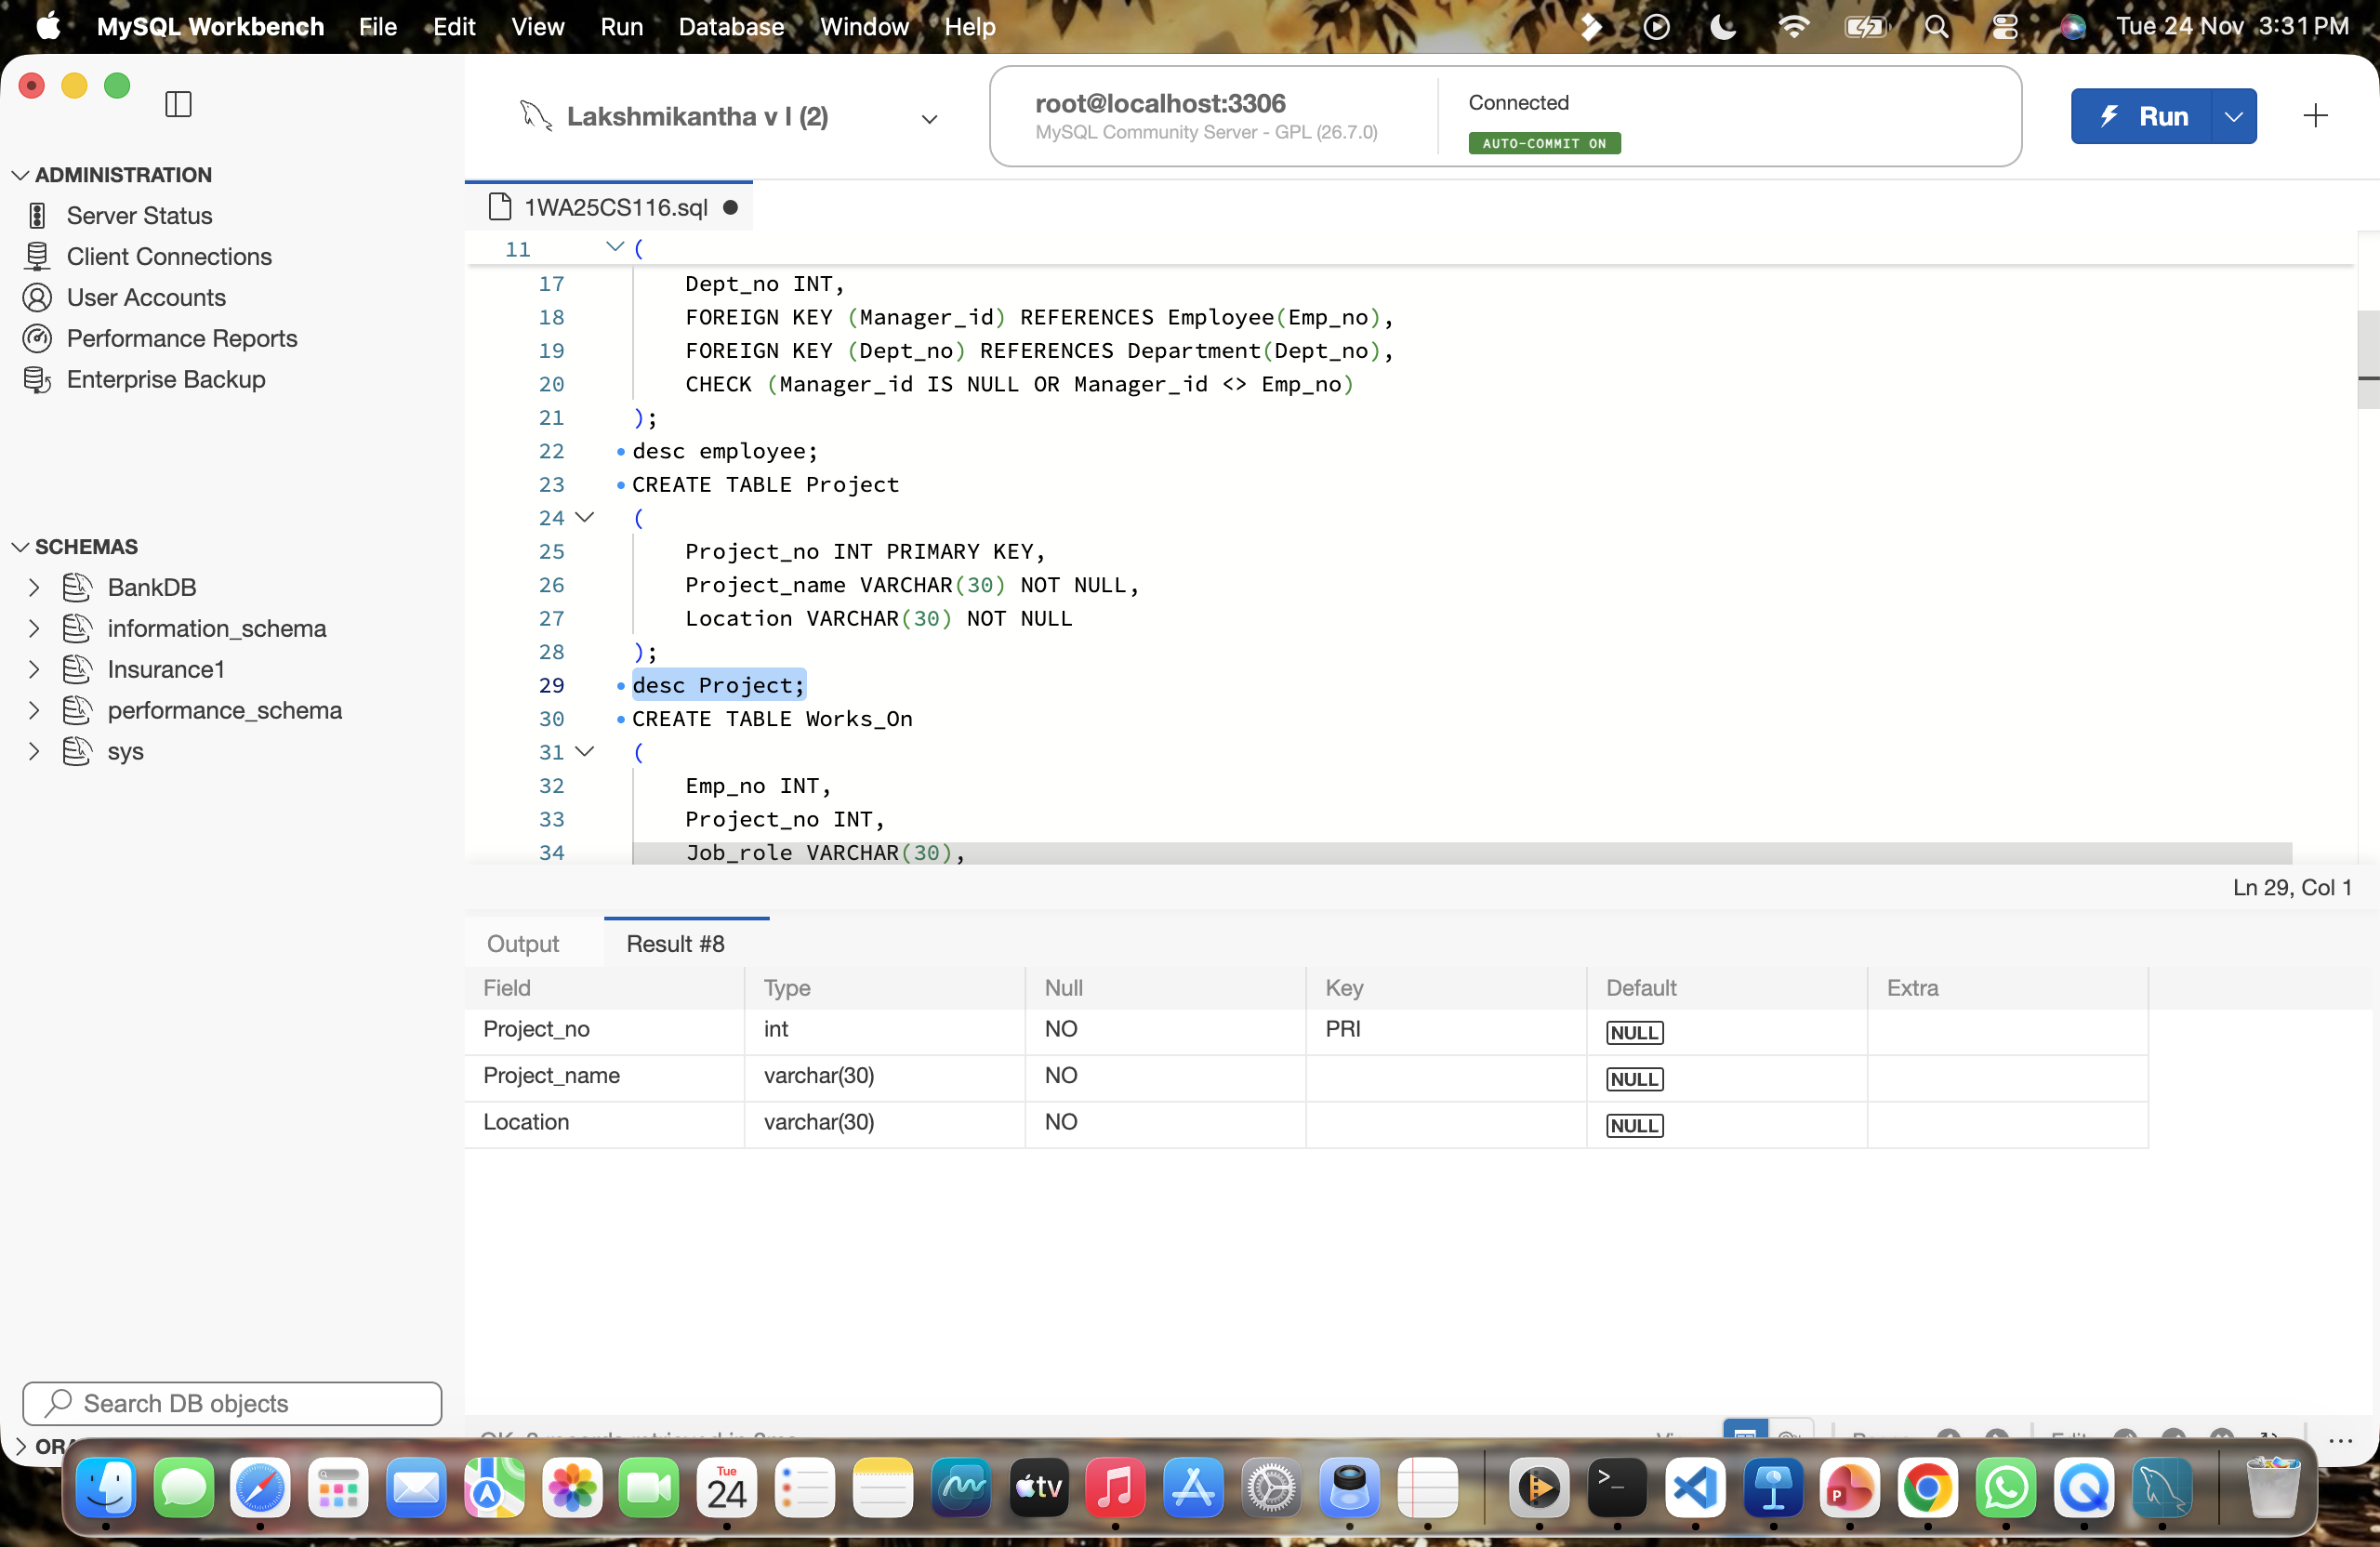 MySQL Workbench File Edit View Run Database Window Help Tue 24 Nov 3:31 PM
Lakshmikantha v l (2)
root@localhost:3306
MySQL Community Server - GPL (26.7.0)
Connected
AUTO-COMMIT ON
Run
ADMINISTRATION
Server Status
Client Connections
User Accounts
Performance Reports
Enterprise Backup
SCHEMAS
BankDB
information_schema
Insurance1
performance_schema
sys
Search DB objects
1WA25CS116.sql
11 (
17 Dept_no INT,
18 FOREIGN KEY (Manager_id) REFERENCES Employee(Emp_no),
19 FOREIGN KEY (Dept_no) REFERENCES Department(Dept_no),
20 CHECK (Manager_id IS NULL OR Manager_id <> Emp_no)
21 );
22 desc employee;
23 CREATE TABLE Project
24 (
25 Project_no INT PRIMARY KEY,
26 Project_name VARCHAR(30) NOT NULL,
27 Location VARCHAR(30) NOT NULL
28 );
29 desc Project;
30 CREATE TABLE Works_On
31 (
32 Emp_no INT,
33 Project_no INT,
34 Job_role VARCHAR(30),
Ln 29, Col 1
Output Result #8
Field Type Null Key Default Extra
Project_no int NO PRI NULL
Project_name varchar(30) NO NULL
Location varchar(30) NO NULL
Tue
24
tv
P